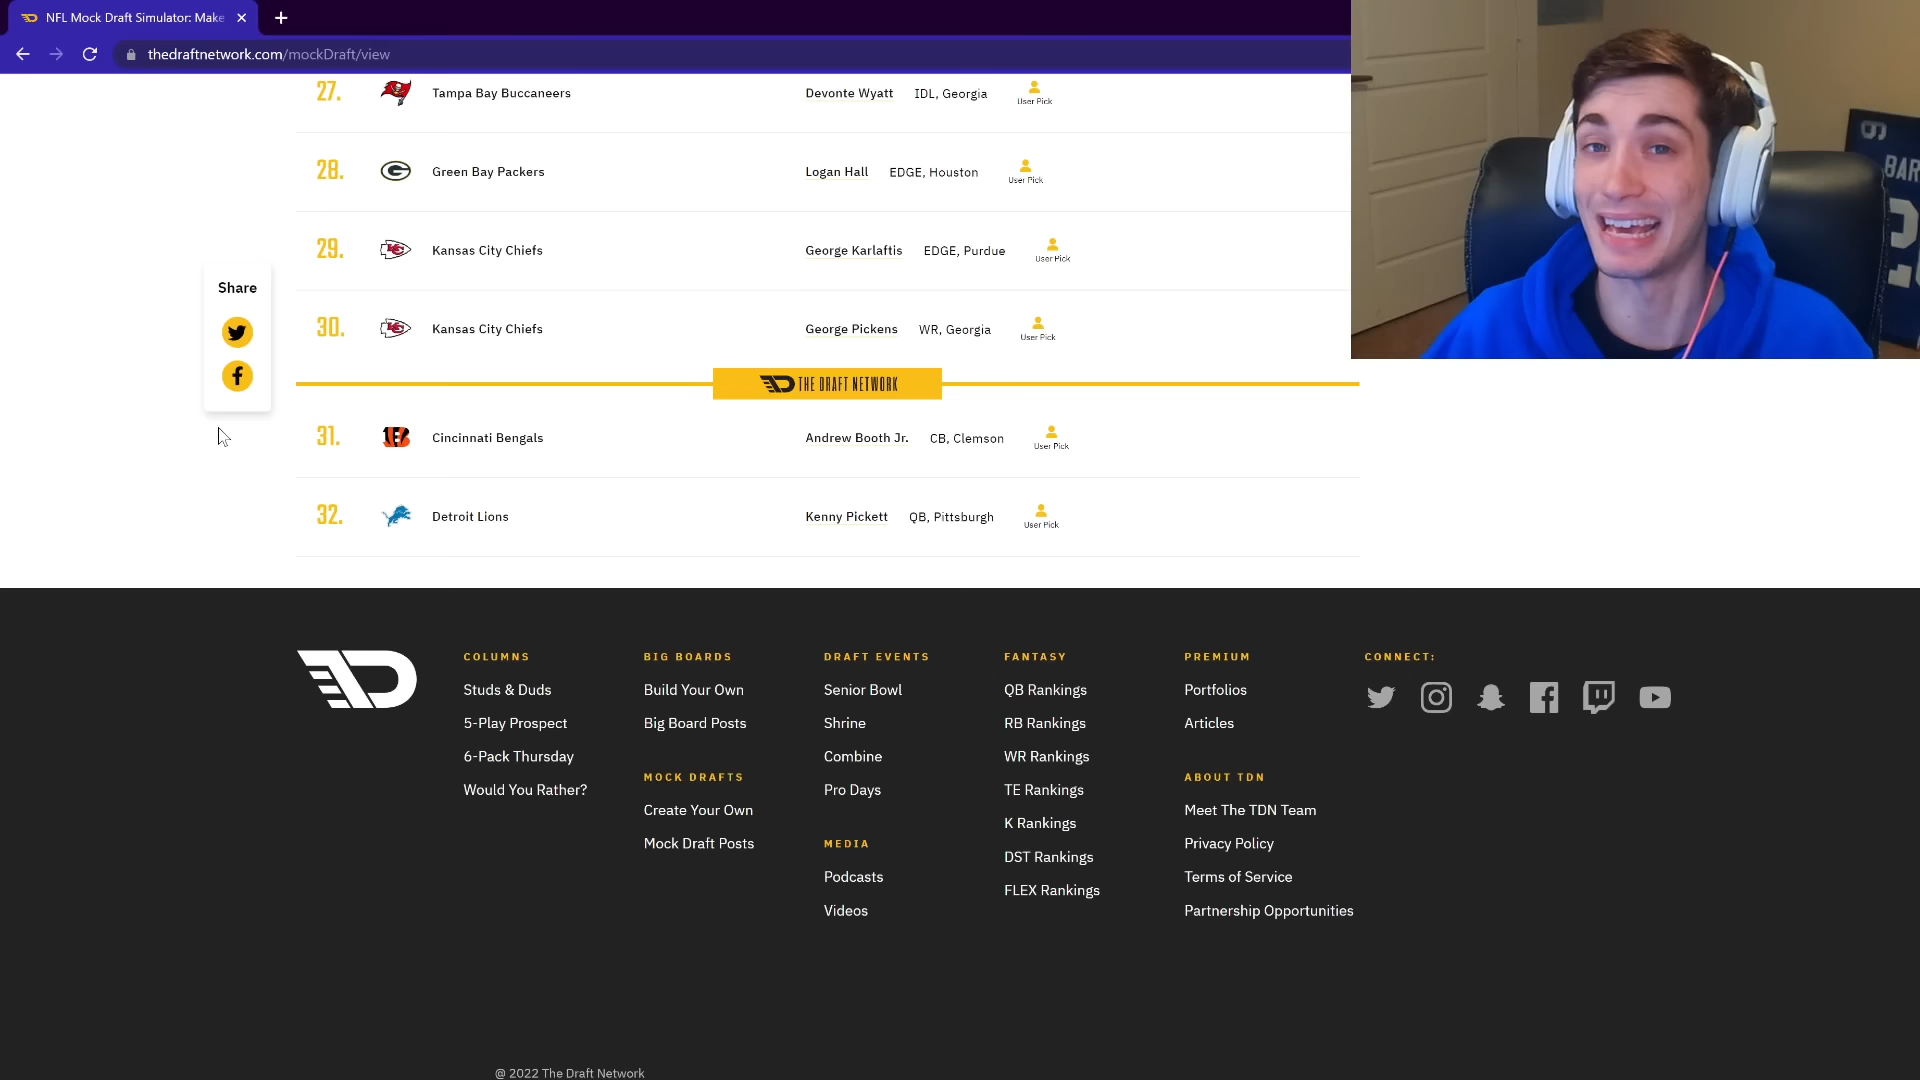 NFL Mock Draft Simulator: Make
thedraftnetwork.com/mockDraft/view
27. Tampa Bay Buccaneers Devonte Wyatt IDL, Georgia User Pick
28. Green Bay Packers Logan Hall EDGE, Houston User Pick
29. Kansas City Chiefs George Karlaftis EDGE, Purdue User Pick
30. Kansas City Chiefs George Pickens WR, Georgia User Pick
THE DRAFT NETWORK
31. Cincinnati Bengals Andrew Booth Jr. CB, Clemson User Pick
32. Detroit Lions Kenny Pickett QB, Pittsburgh User Pick
Share
BAR
COLUMNS
Studs & Duds
5-Play Prospect
6-Pack Thursday
Would You Rather?
BIG BOARDS
Build Your Own
Big Board Posts
MOCK DRAFTS
Create Your Own
Mock Draft Posts
DRAFT EVENTS
Senior Bowl
Shrine
Combine
Pro Days
MEDIA
Podcasts
Videos
FANTASY
QB Rankings
RB Rankings
WR Rankings
TE Rankings
K Rankings
DST Rankings
FLEX Rankings
PREMIUM
Portfolios
Articles
ABOUT TDN
Meet The TDN Team
Privacy Policy
Terms of Service
Partnership Opportunities
CONNECT:
@ 2022 The Draft Network